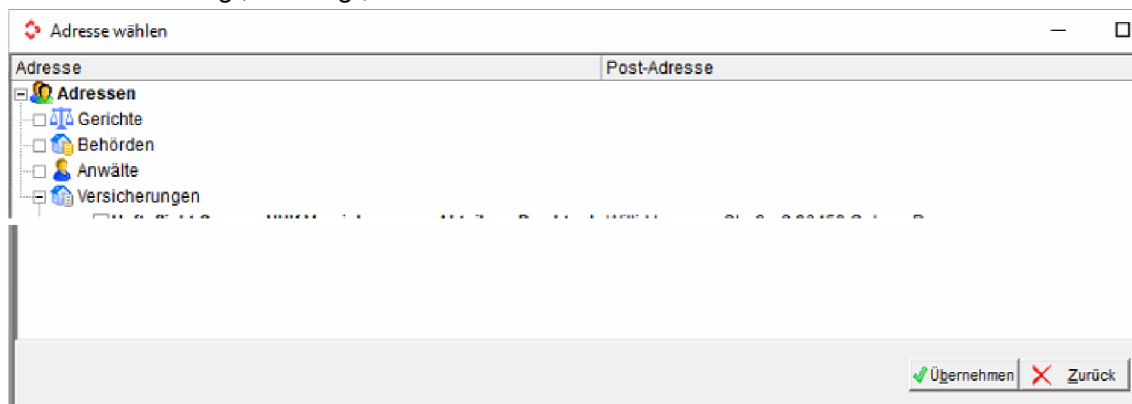 Adresse wählen
Adresse Post-Adresse
Adressen
Gerichte
Behörden
Anwälte
Versicherungen
Übernehmen Zurück